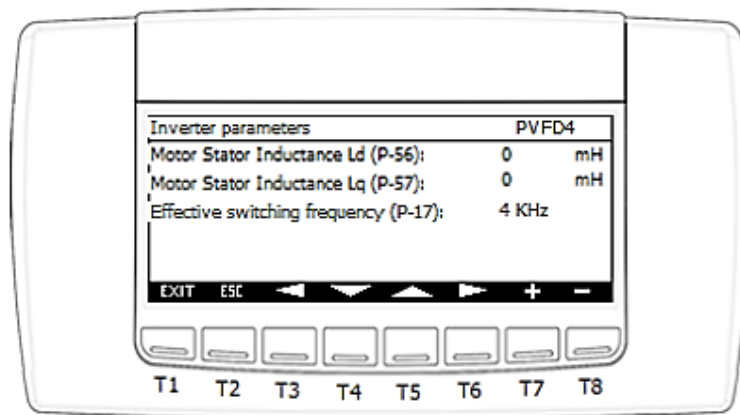 Inverter parameters PVFD4
Motor Stator Inductance Ld (P-56): 0 mH
Motor Stator Inductance Lq (P-57): 0 mH
Effective switching frequency (P-17): 4 KHz
EXIT ESC + -
T1 T2 T3 T4 T5 T6 T7 T8